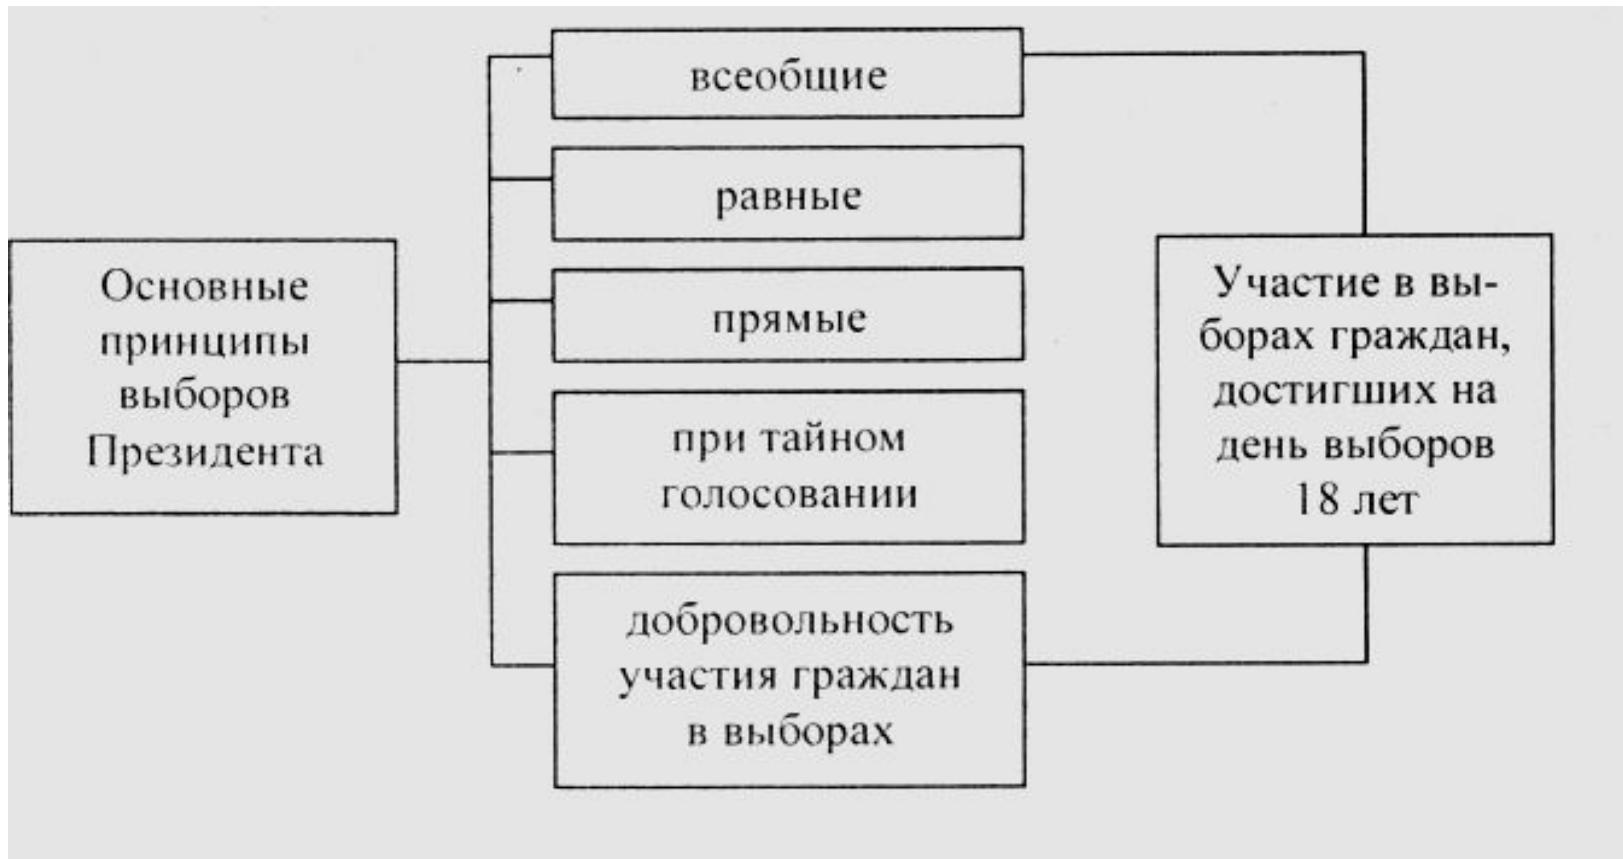 всеобщие
равные
прямые
при тайном
голосовании
добровольность
участия граждан
в выборах
Основные
принципы
выборов
Президента
Участие в вы-
борах граждан,
достигших на
день выборов
18 лет